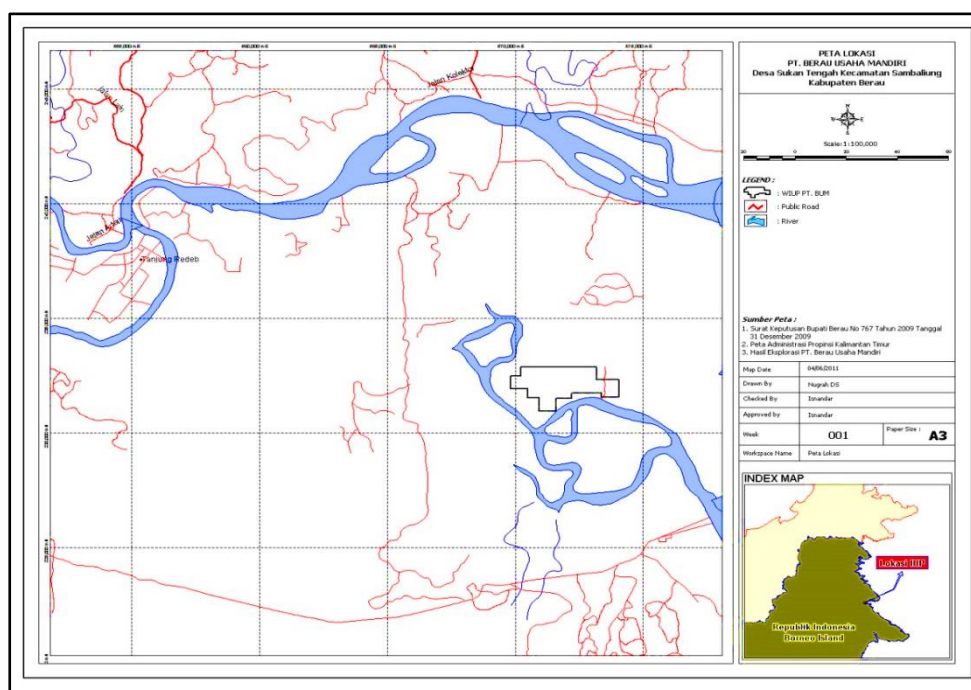 PETA LOKASI
PT. BERAU USAHA MANDIRI
Desa Sukan Tengah Kecamatan Sambaliung
Kabupaten Berau
N
W E
S
Scale: 1:100,000
LEGEND :
: WIUP PT. BUM
: Public Road
: River
Sumber Peta :
1. Surat Keputusan Bupati Berau No 767 Tahun 2009 Tanggal
31 Desember 2009
2. Peta Administrasi Propinsi Kalimantan Timur
3. Hasil Eksplorasi PT. Berau Usaha Mandiri
Map Date 04/06/2011
Drawn By Nugrah DS
Checked By Isnandar
Approved by Isnandar
Week 001 Paper Size : A3
Workspace Name Peta Lokasi
INDEX MAP
Lokasi IUP
Republik Indonesia
Borneo Island
Tanjung Redeb